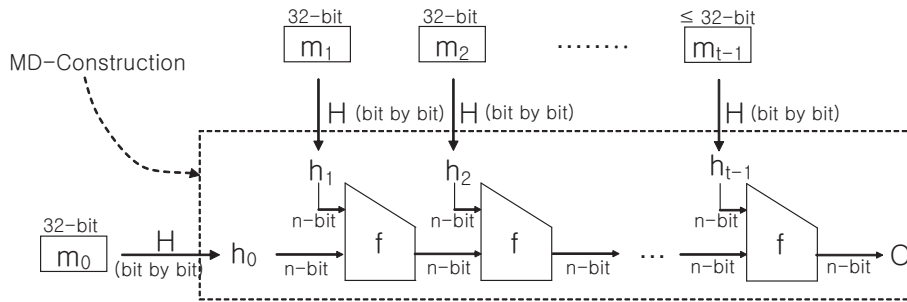 32-bit 32-bit ≤ 32-bit
m1 m2 ........ mt-1
MD-Construction
H (bit by bit) H (bit by bit) H (bit by bit)
h1 h2 ht-1
n-bit n-bit n-bit
32-bit
m0 H h0 f f ... f C
(bit by bit) n-bit n-bit n-bit n-bit n-bit